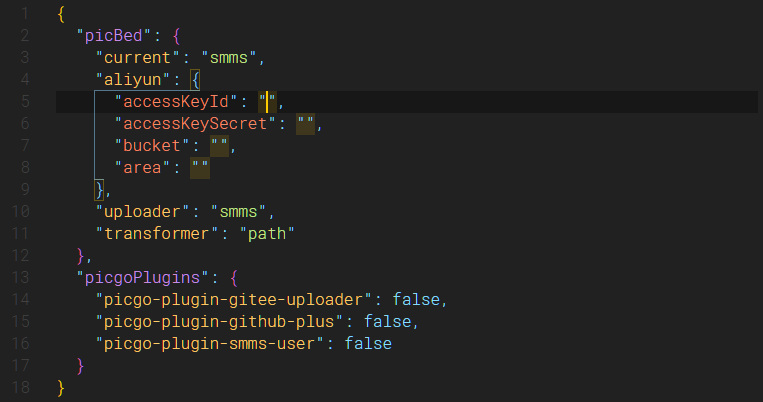 1 {
2   "picBed": {
3     "current": "smms",
4     "aliyun": {
5       "accessKeyId": "",
6       "accessKeySecret": "",
7       "bucket": "",
8       "area": ""
9     },
10     "uploader": "smms",
11     "transformer": "path"
12   },
13   "picgoPlugins": {
14     "picgo-plugin-gitee-uploader": false,
15     "picgo-plugin-github-plus": false,
16     "picgo-plugin-smms-user": false
17   }
18 }